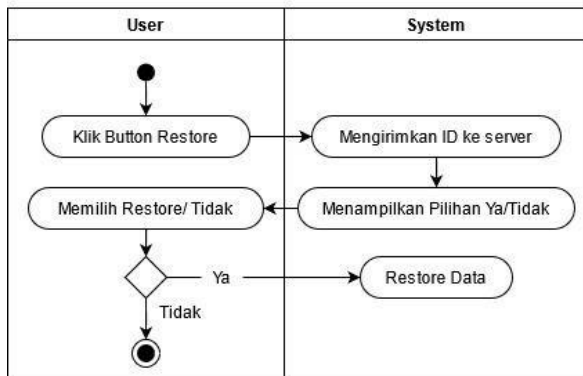 User
System
Klik Button Restore
Mengirimkan ID ke server
Memilih Restore/ Tidak
Menampilkan Pilihan Ya/Tidak
Ya
Restore Data
Tidak